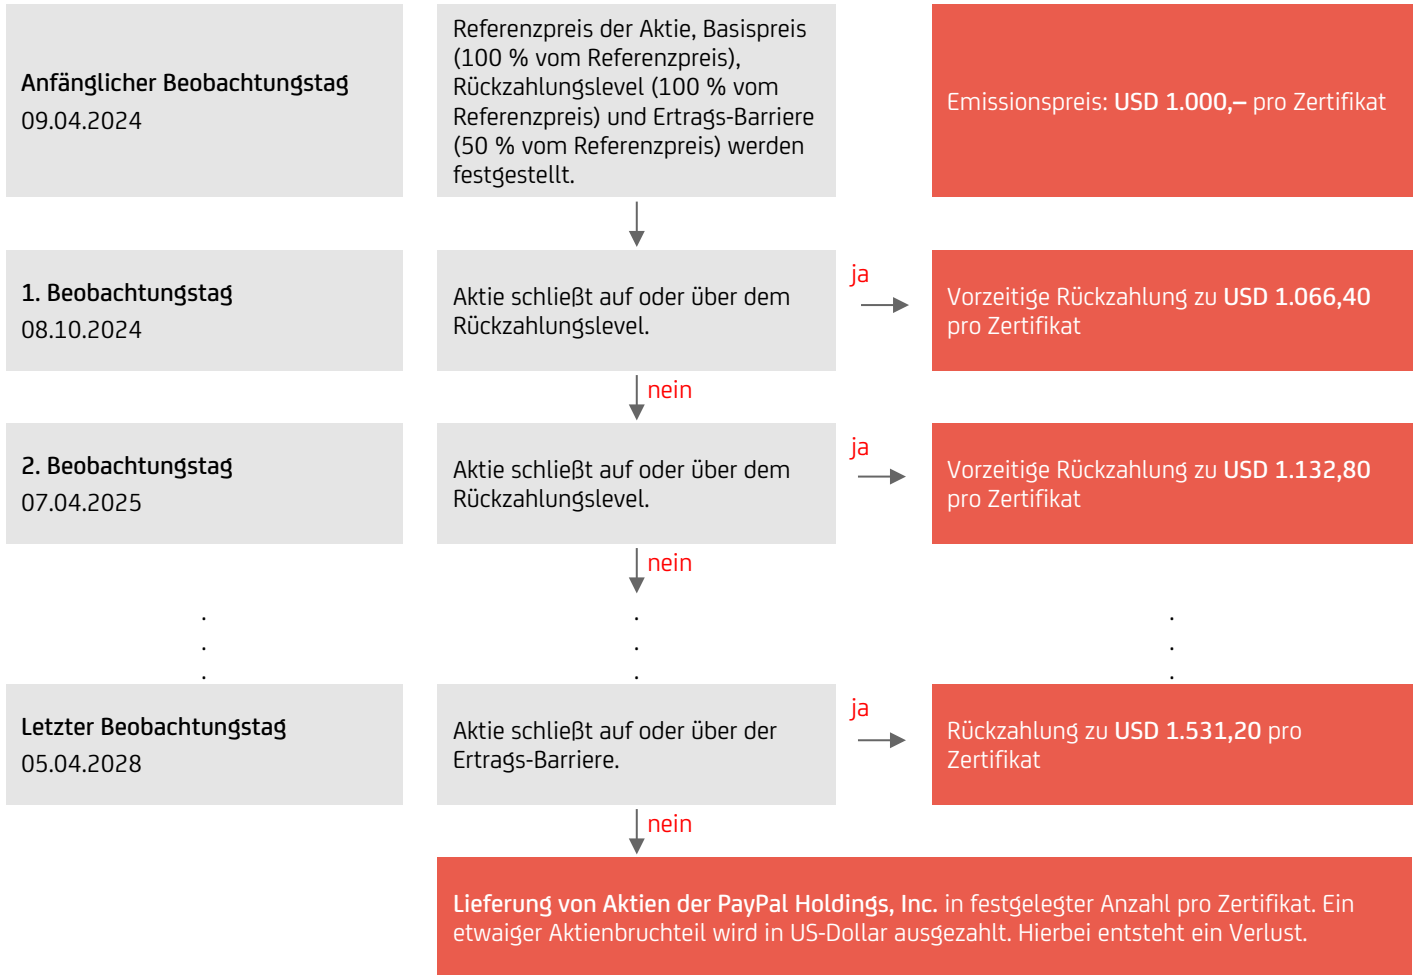 Anfänglicher Beobachtungstag
09.04.2024
Referenzpreis der Aktie, Basispreis
(100 % vom Referenzpreis),
Rückzahlungslevel (100 % vom
Referenzpreis) und Ertrags-Barriere
(50 % vom Referenzpreis) werden
festgestellt.
Emissionspreis: USD 1.000,– pro Zertifikat
1. Beobachtungstag
08.10.2024
Aktie schließt auf oder über dem
Rückzahlungslevel.
ja
Vorzeitige Rückzahlung zu USD 1.066,40
pro Zertifikat
nein
2. Beobachtungstag
07.04.2025
Aktie schließt auf oder über dem
Rückzahlungslevel.
ja
Vorzeitige Rückzahlung zu USD 1.132,80
pro Zertifikat
nein
. . .
. . .
. . .
Letzter Beobachtungstag
05.04.2028
Aktie schließt auf oder über der
Ertrags-Barriere.
ja
Rückzahlung zu USD 1.531,20 pro
Zertifikat
nein
Lieferung von Aktien der PayPal Holdings, Inc. in festgelegter Anzahl pro Zertifikat. Ein
etwaiger Aktienbruchteil wird in US-Dollar ausgezahlt. Hierbei entsteht ein Verlust.